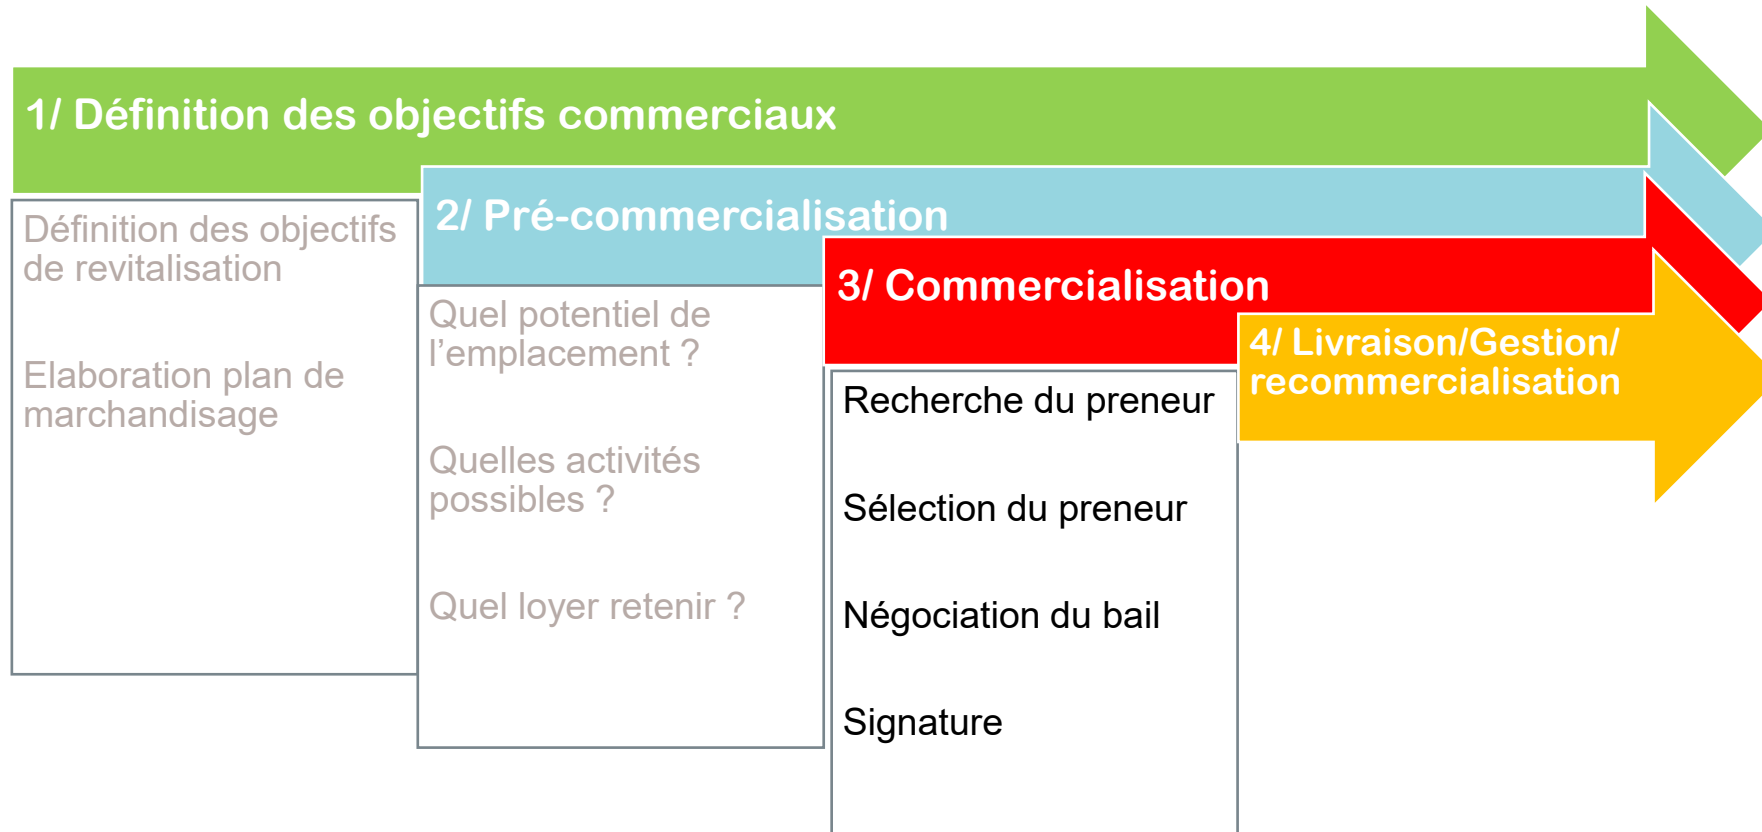 1/ Définition des objectifs commerciaux
Définition des objectifs
de revitalisation
Elaboration plan de
marchandisage
2/ Pré-commercialisation
Quel potentiel de
l’emplacement ?
Quelles activités
possibles ?
Quel loyer retenir ?
3/ Commercialisation
Recherche du preneur
Sélection du preneur
Négociation du bail
Signature
4/ Livraison/Gestion/
recommercialisation